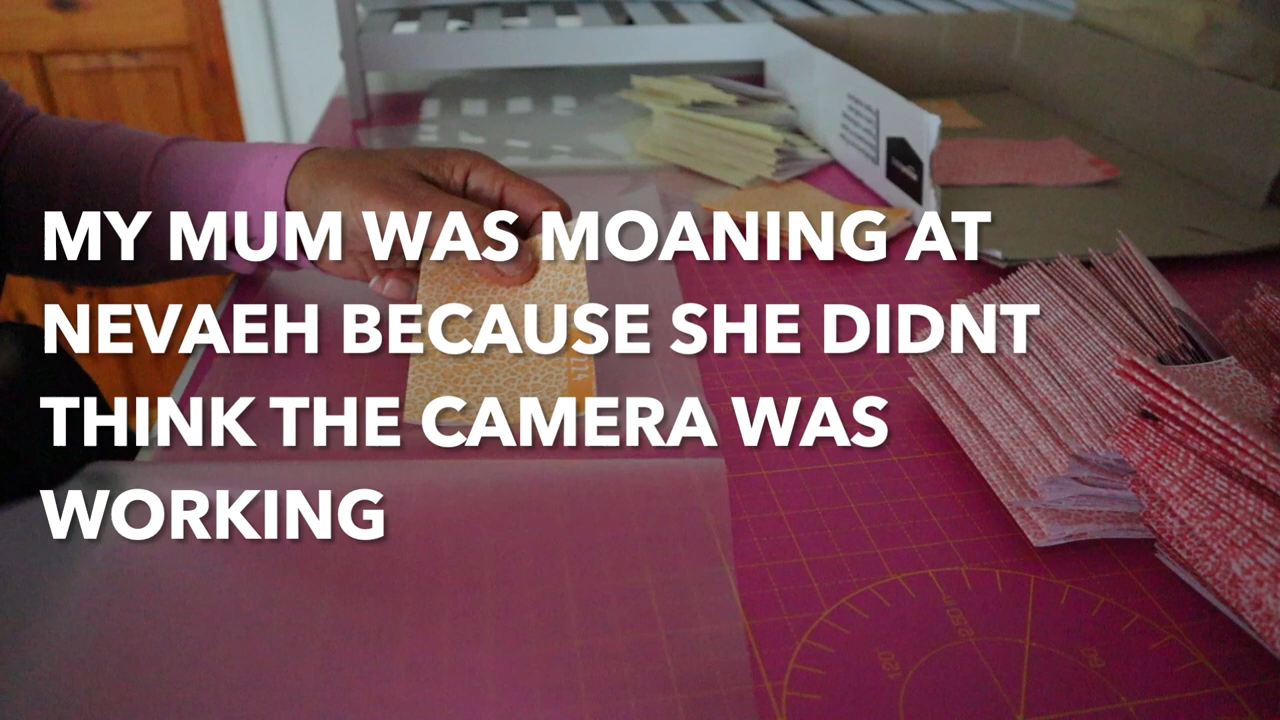 MY MUM WAS MOANING AT
NEVAEH BECAUSE SHE DIDNT
THINK THE CAMERA WAS
WORKING